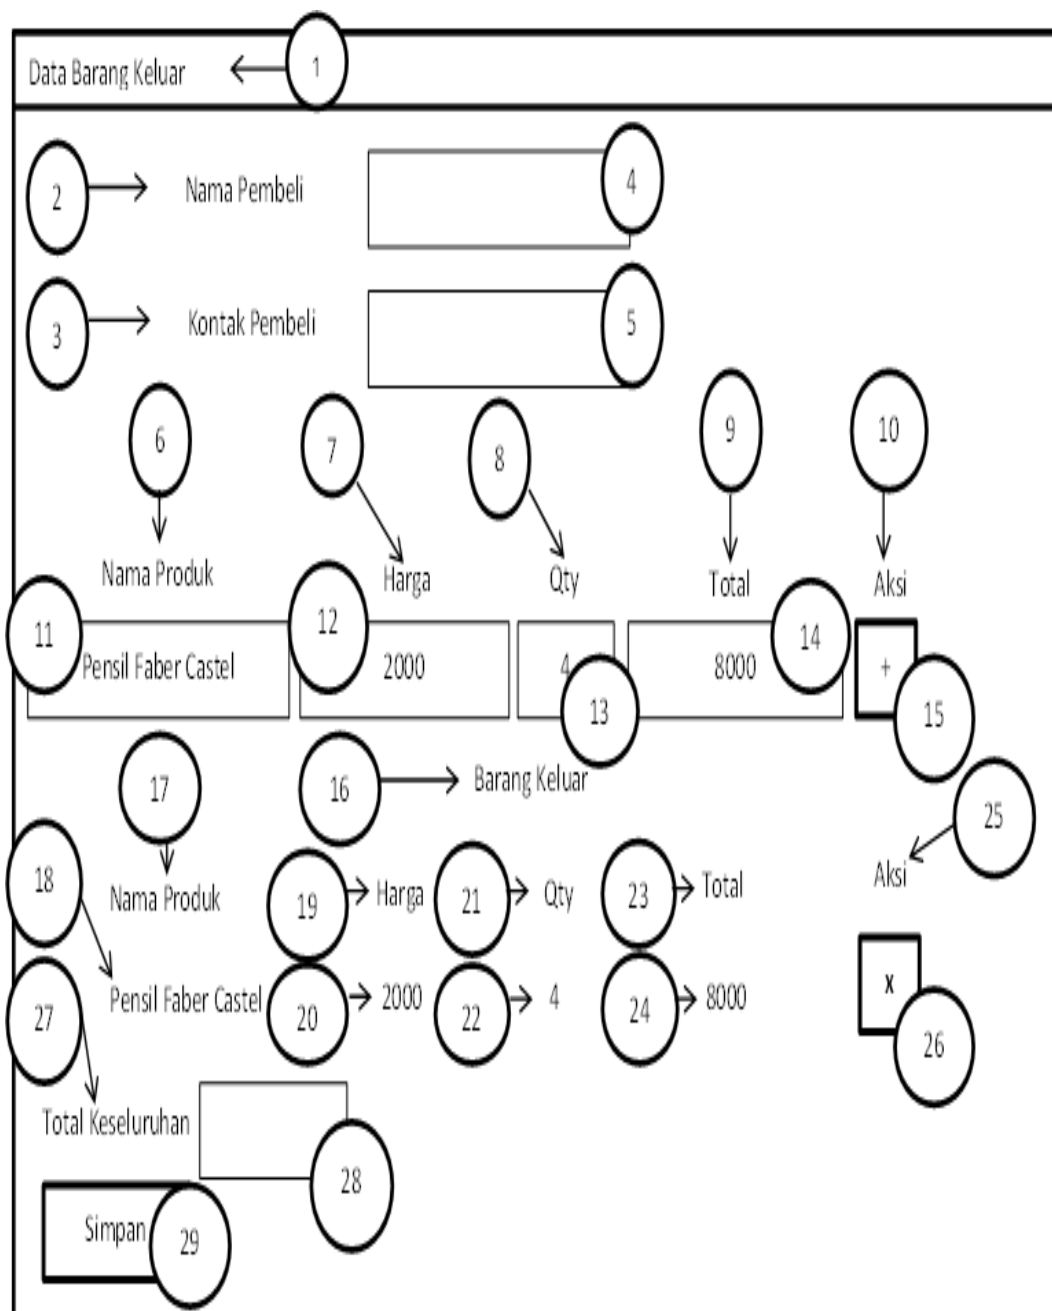 Data Barang Keluar 1
2 Nama Pembeli 4
3 Kontak Pembeli 5
6 7 8 9 10
Nama Produk Harga Qty Total Aksi
11 12 14
Pensil Faber Castel 2000 4 8000 +
13 15
17 16 Barang Keluar 25
18 Nama Produk 19 Harga 21 Qty 23 Total Aksi
27 Pensil Faber Castel 20 2000 22 4 24 8000 x
26
Total Keseluruhan 28
Simpan 29